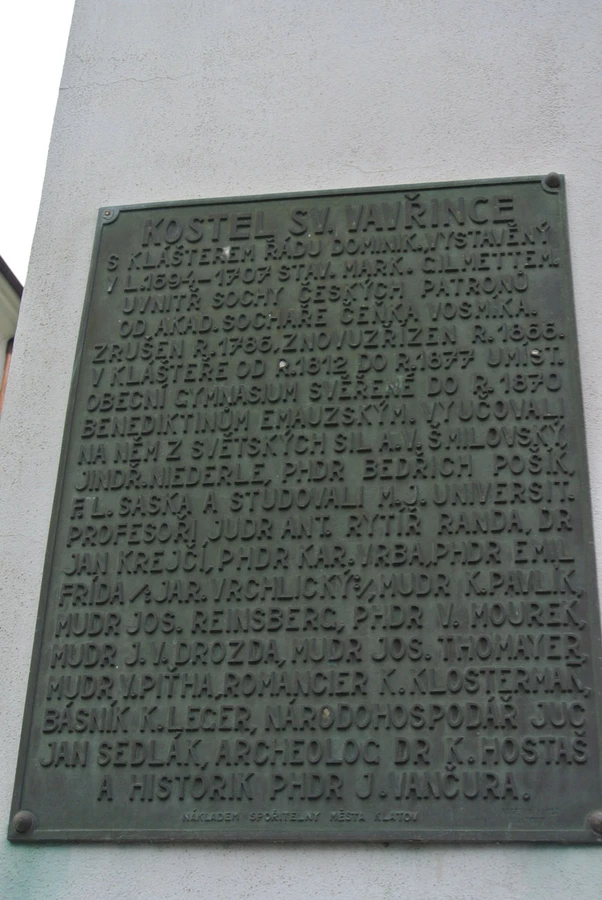 KOSTEL SV. VAVŘINCE
S KLÁŠTEREM ŘÁDU DOMINIK. VYSTAVĚNÝ
V L. 1694–1707 STAV. MARK. G. I. METTEM.
UVNITŘ SOCHY ČESKÝCH PATRONŮ
OD AKAD. SOCHAŘE ČEŇKA VOSMIKA.
ZRUŠEN R. 1786, ZNOVUZŘÍZEN R. 1866.
V KLÁŠTEŘE OD R. 1812 DO R. 1877 UMÍST.
OBECNÍ GYMNASIUM SVĚŘENÉ DO R. 1870
BENEDIKTINŮM EMAUZSKÝM. VYUČOVALI
NA NĚM Z SVĚTSKÝCH SIL A. V. ŠMILOVSKÝ,
JINDŘ. NIEDERLE, PHDR BEDŘICH POŠÍK,
F. L. SASKA A STUDOVALI M. J. UNIVERSIT.
PROFESOŘI JUDR ANT. RYTÍŘ RANDA, DR
JAN KREJČÍ, PHDR KAR. VRBA, PHDR EMIL
FRÍDA /: JAR. VRCHLICKÝ :/, MUDR K. PAVLÍK,
MUDR JOS. REINSBERG, PHDR V. MOUREK,
MUDR J. V. DROZDA, MUDR JOS. THOMAYER,
MUDR V. PIŤHA, ROMANCIER K. KLOSTERMAN,
BÁSNÍK K. LEGER, NÁRODOHOSPODÁŘ JUC
JAN SEDLÁK, ARCHEOLOG DR K. HOSTAŠ
A HISTORIK PHDR J. VANČURA.
NÁKLADEM SPOŘITELNY MĚSTA KLATOV